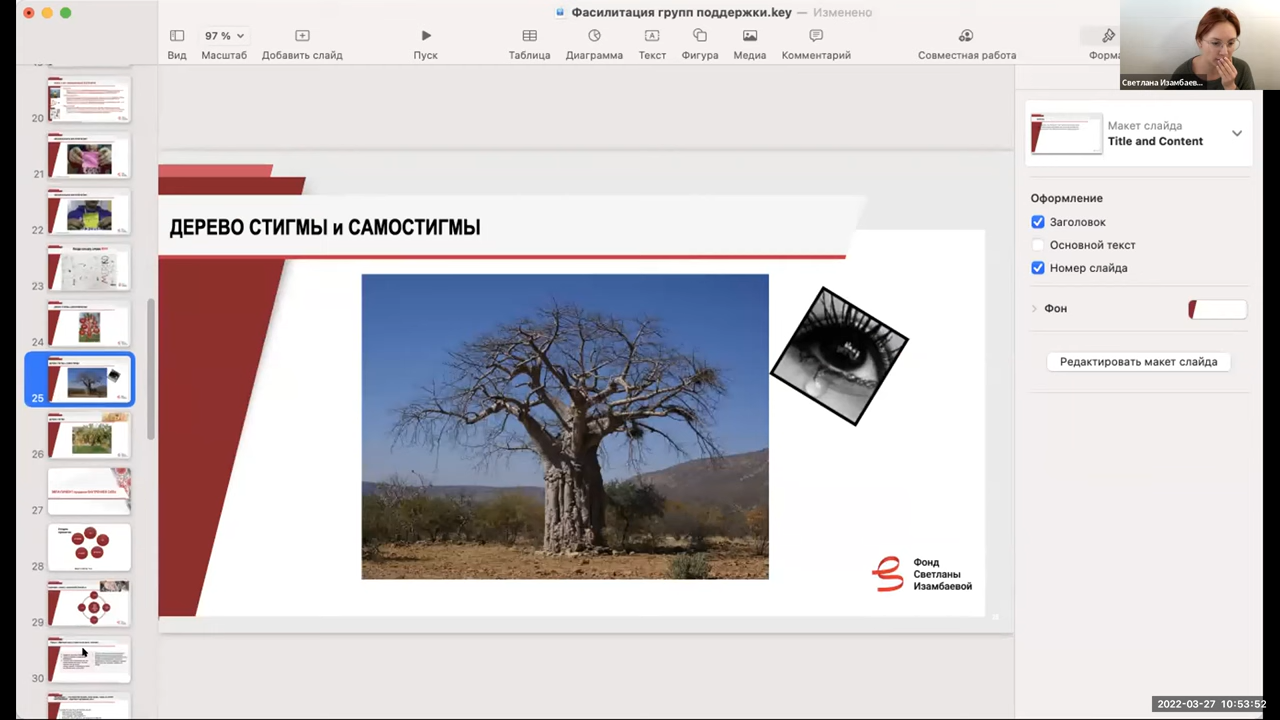 Фасилитация групп поддержки.key — Изменено
97 %
Вид
Масштаб
Добавить слайд
Пуск
Таблица
Диаграмма
Текст
Фигура
Медиа
Комментарий
Совместная работа
Форма
Светлана Изамбаев...
20
21
22
23
24
25
26
27
28
29
30
ДЕРЕВО СТИГМЫ и САМОСТИГМЫ
Фонд
Светланы
Изамбаевой
Макет слайда
Title and Content
Оформление
Заголовок
Основной текст
Номер слайда
Фон
Редактировать макет слайда
2022-03-27 10:53:52